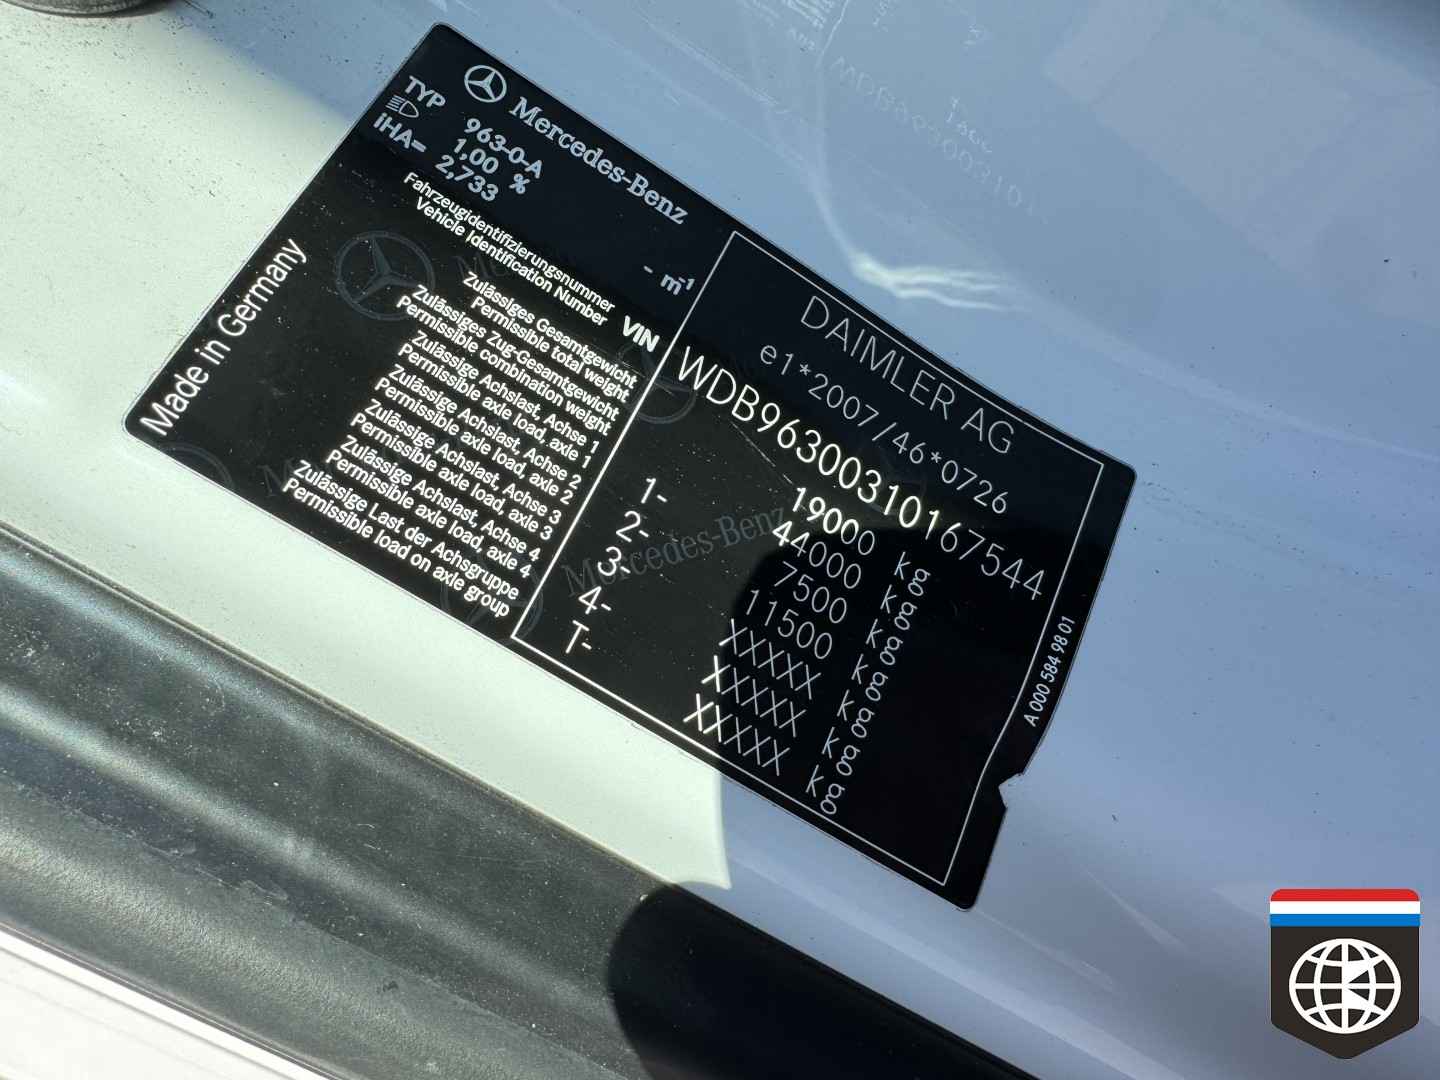 Mercedes-Benz
TYP 963-0-A
1,00 %
iHA= 2,733
- m⁻¹
Fahrzeugidentifizierungsnummer
Vehicle Identification Number VIN
Zulässiges Gesamtgewicht
Permissible total weight
Zulässiges Zug-Gesamtgewicht
Permissible combination weight
Zulässige Achslast, Achse 1
Permissible axle load, axle 1
Zulässige Achslast, Achse 2
Permissible axle load, axle 2
Zulässige Achslast, Achse 3
Permissible axle load, axle 3
Zulässige Achslast, Achse 4
Permissible axle load, axle 4
Zulässige Last der Achsgruppe
Permissible load on axle group
Made in Germany
DAIMLER AG
e1*2007/46*0726
WDB9630031016 7544
19000 kg
44000 kg
1- 7500 kg
2- 11500 kg
3- XXXXX kg
4- XXXXX kg
T- XXXXX kg
A 000 584 98 01
Mercedes-Benz